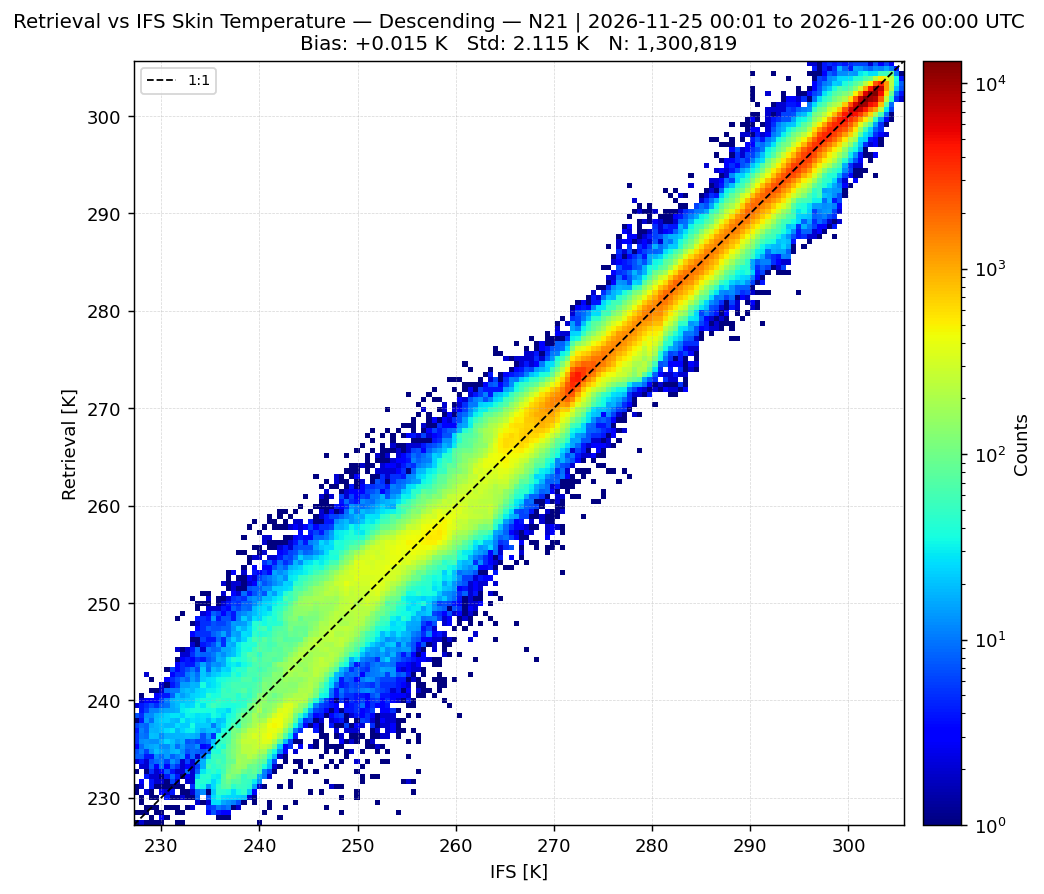 Retrieval vs IFS Skin Temperature — Descending — N21 | 2026-11-25 00:01 to 2026-11-26 00:00 UTC
Bias: +0.015 K   Std: 2.115 K   N: 1,300,819
1:1
300
290
280
270
260
250
240
230
Retrieval [K]
230 240 250 260 270 280 290 300
IFS [K]
10⁴
10³
10²
10¹
10⁰
Counts